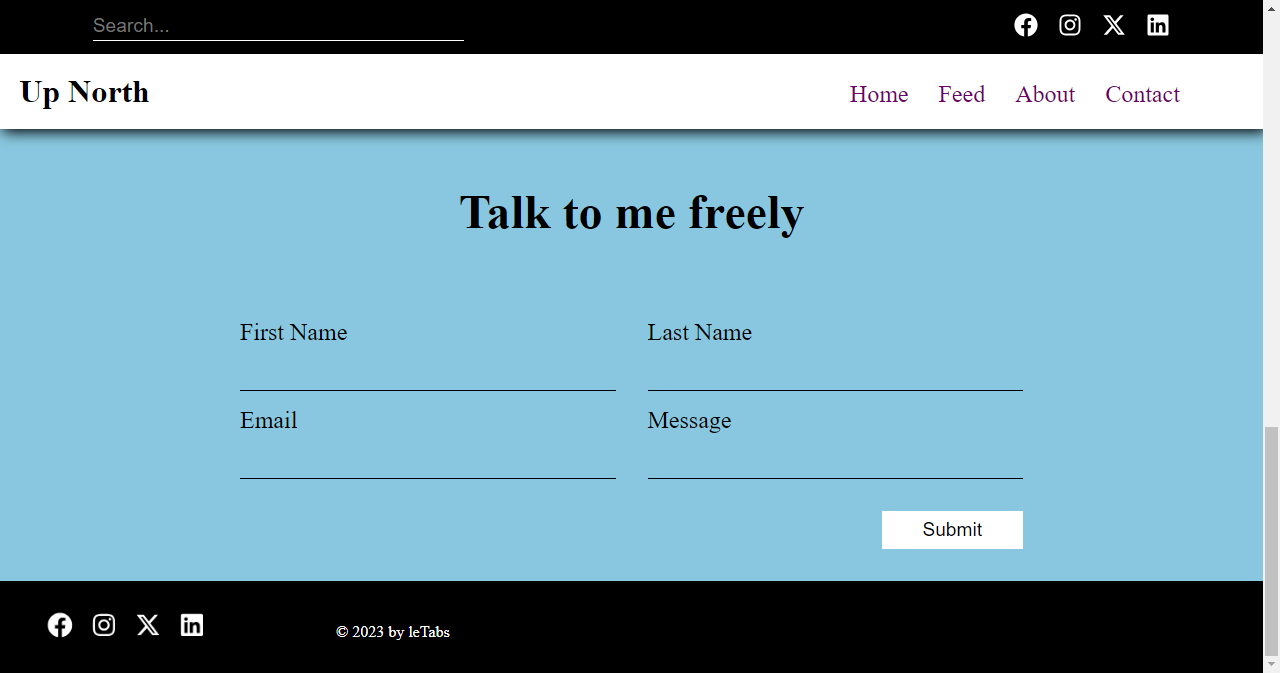 Search...
Up North
Home Feed About Contact
Talk to me freely
First Name
Last Name
Email
Message
Submit
© 2023 by leTabs